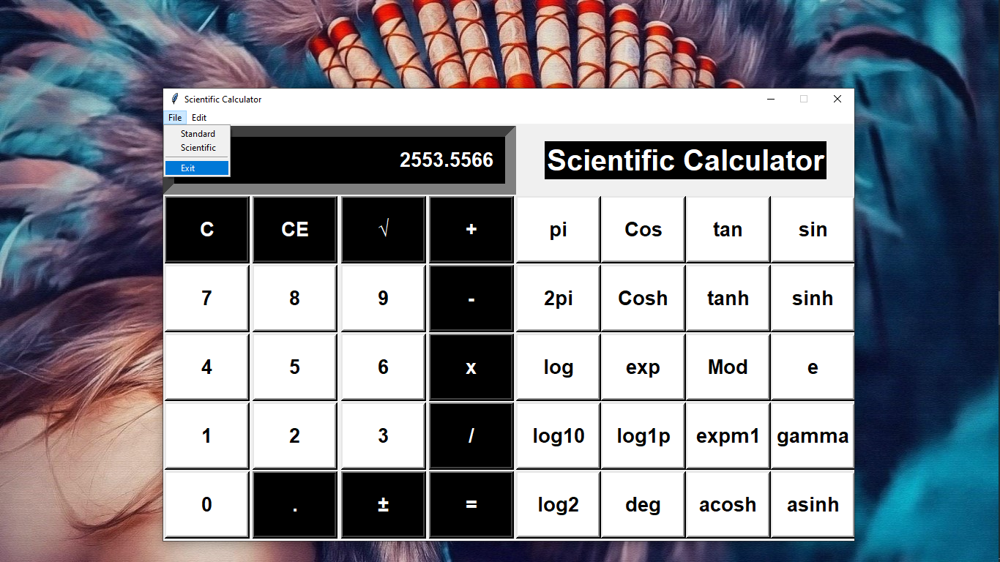 Scientific Calculator
File Edit
Standard
Scientific
Exit
2553.5566
Scientific Calculator
C CE √ + pi Cos tan sin
7 8 9 - 2pi Cosh tanh sinh
4 5 6 x log exp Mod e
1 2 3 / log10 log1p expm1 gamma
0 . ± = log2 deg acosh asinh